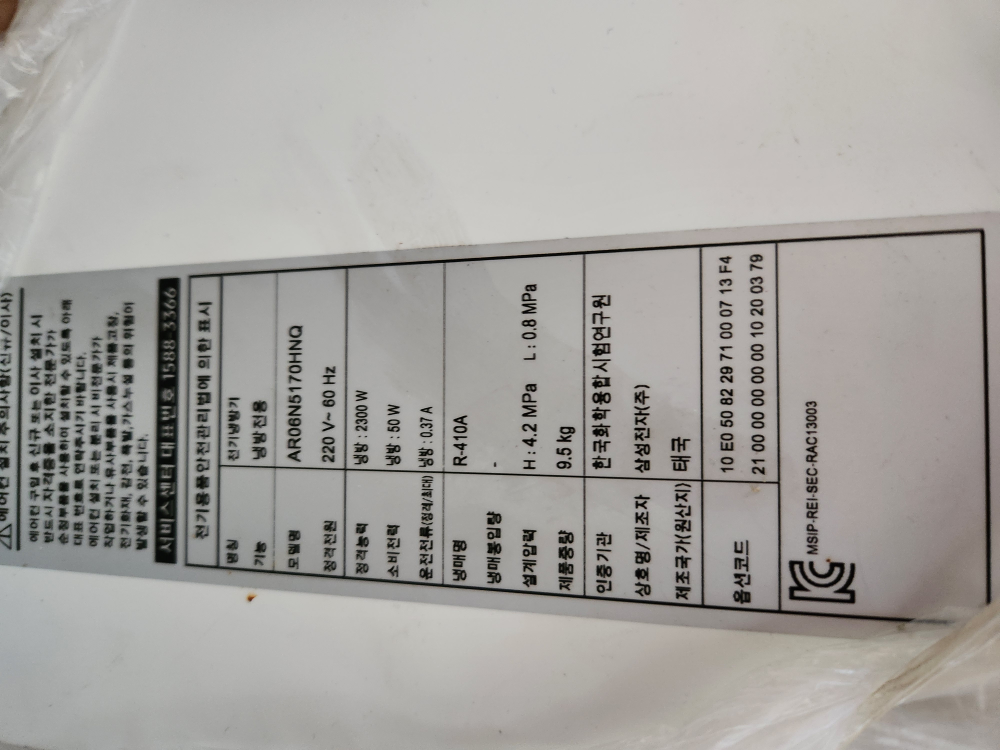 ⚠에어컨 설치 주의사항(신규/이사)
에어컨 구입 후 신규 또는 이사 설치 시
반드시 자격증을 소지한 전문가가
순정부품을 사용하여 설치할 수 있도록 아래
대표 번호로 연락주시기 바랍니다.
에어컨 설치 또는 분리 시 비전문가가
작업하거나 유사부품을 사용시 제품고장,
전기화재, 감전, 폭발, 가스누설 등의 위험이
발생할 수 있습니다.
서비스센터 대표번호 1588-3366
전기용품안전관리법에 의한 표시
명칭 전기냉방기
기능 냉방전용
모델명 AR06N5170HNQ
정격전원 220 V~ 60 Hz
정격능력 냉방 : 2300 W
소비전력 냉방 : 50 W
운전전류(정격/최대) 냉방 : 0.37 A
냉매명 R-410A
냉매봉입량 -
설계압력 H : 4.2 MPa L : 0.8 MPa
제품중량 9.5 kg
인증기관 한국화학융합시험연구원
상호명/제조자 삼성전자(주)
제조국가(원산지) 태국
옵션코드 10 E0 50 82 29 71 00 07 13 F4
21 00 00 00 00 00 10 20 03 79
MSIP-REI-SEC-RAC13003